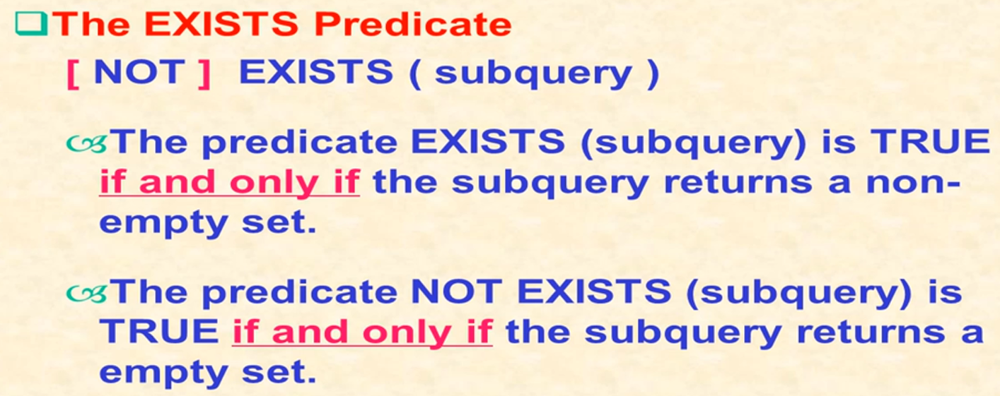 The EXISTS Predicate
[ NOT ] EXISTS ( subquery )
The predicate EXISTS (subquery) is TRUE
if and only if the subquery returns a non-
empty set.
The predicate NOT EXISTS (subquery) is
TRUE if and only if the subquery returns a
empty set.